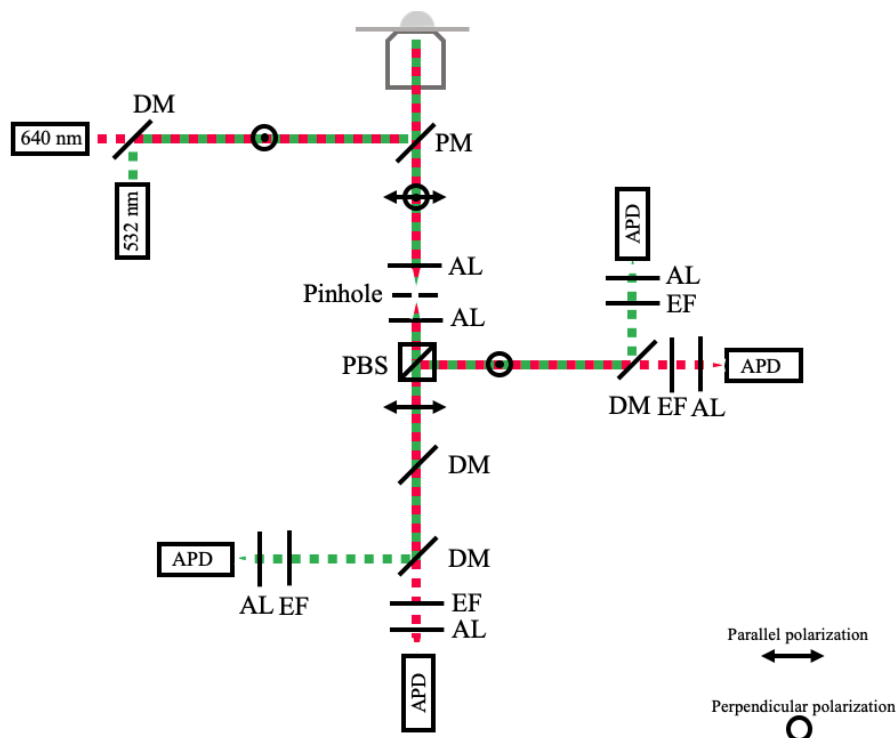 DM
640 nm
532 nm
PM
AL
Pinhole
AL
PBS
APD
AL
EF
APD
DM
EF
AL
DM
APD
AL
EF
DM
EF
AL
APD
Parallel polarization
Perpendicular polarization